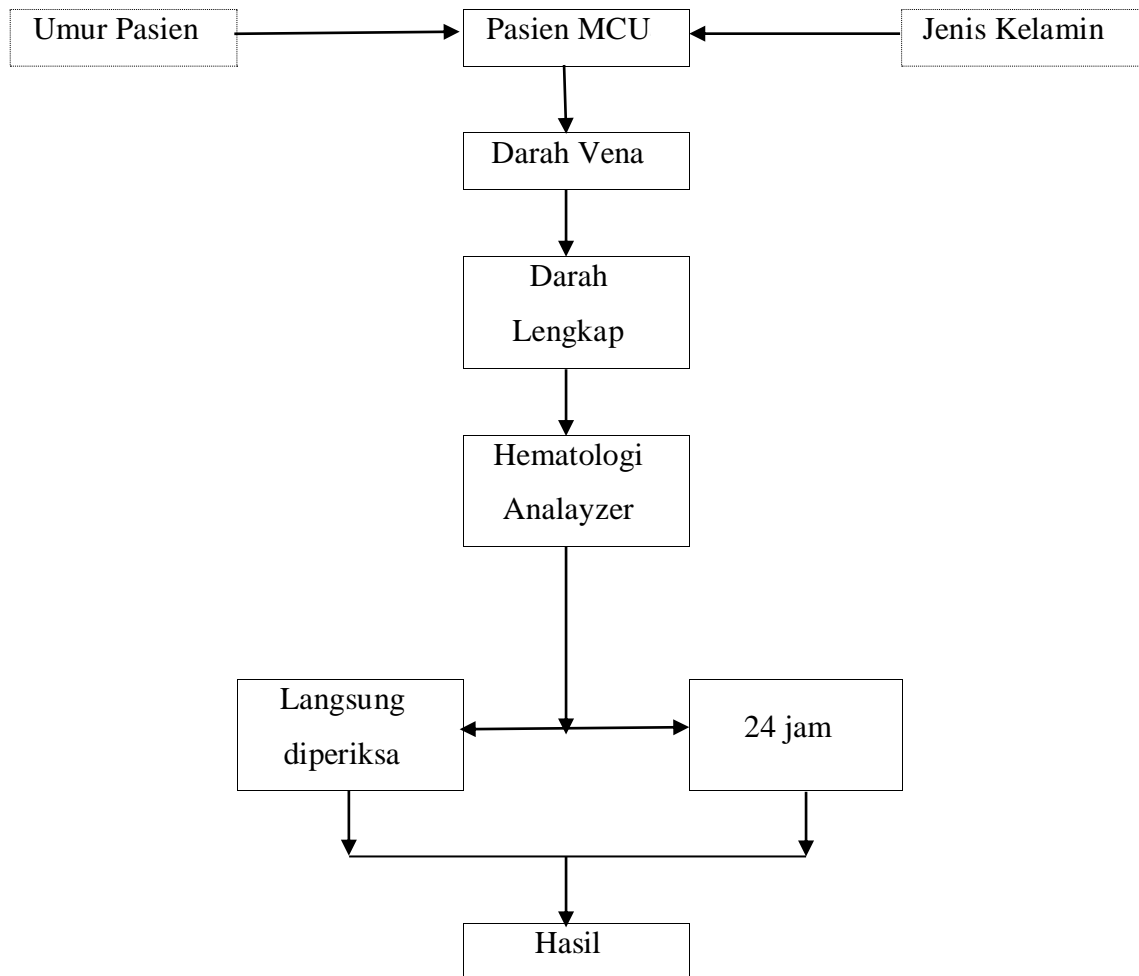 Umur Pasien
Pasien MCU
Jenis Kelamin
Darah Vena
Darah
Lengkap
Hematologi
Analayzer
Langsung
diperiksa
24 jam
Hasil